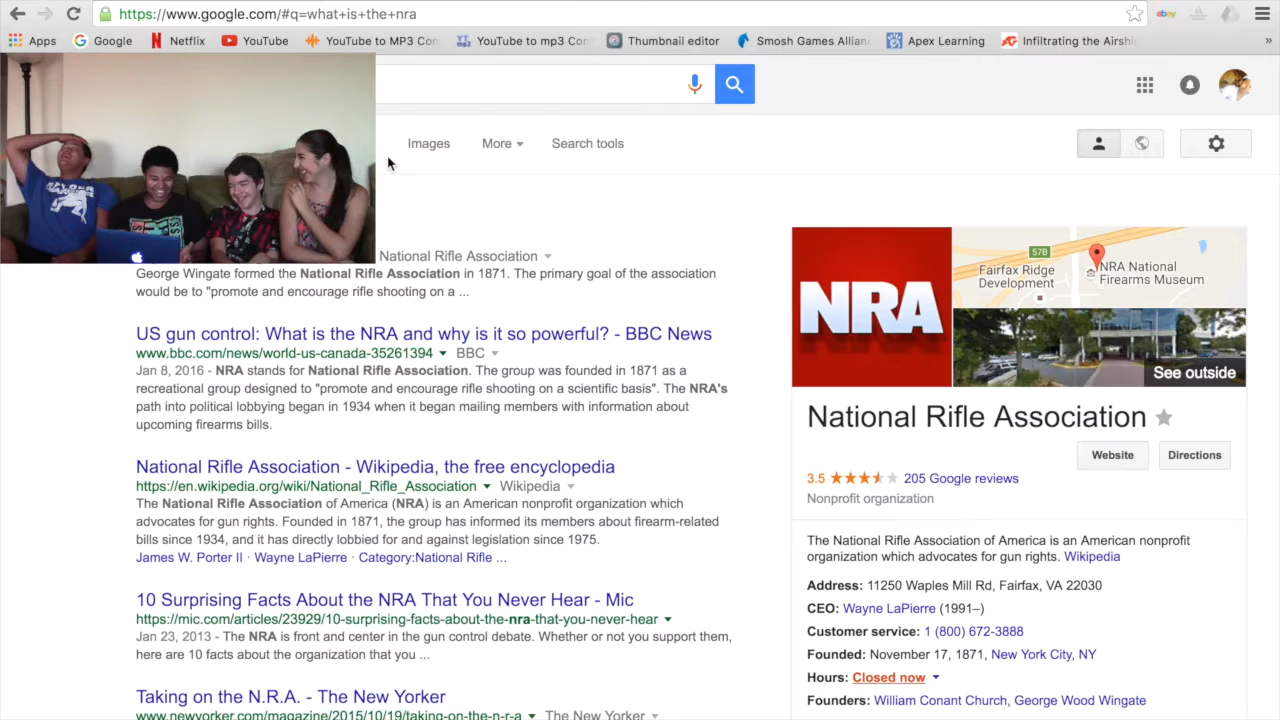 https://www.google.com/#q=what+is+the+nra
ebay
Apps Google Netflix YouTube YouTube to MP3 Con YouTube to mp3 Con Thumbnail editor Smosh Games Allian Apex Learning Infiltrating the Airship »
Images More Search tools
National Rifle Association
George Wingate formed the National Rifle Association in 1871. The primary goal of the association
would be to "promote and encourage rifle shooting on a ...
US gun control: What is the NRA and why is it so powerful? - BBC News
www.bbc.com/news/world-us-canada-35261394 BBC
Jan 8, 2016 - NRA stands for National Rifle Association. The group was founded in 1871 as a
recreational group designed to "promote and encourage rifle shooting on a scientific basis". The NRA's
path into political lobbying began in 1934 when it began mailing members with information about
upcoming firearms bills.
National Rifle Association - Wikipedia, the free encyclopedia
https://en.wikipedia.org/wiki/National_Rifle_Association Wikipedia
The National Rifle Association of America (NRA) is an American nonprofit organization which
advocates for gun rights. Founded in 1871, the group has informed its members about firearm-related
bills since 1934, and it has directly lobbied for and against legislation since 1975.
James W. Porter II · Wayne LaPierre · Category:National Rifle ...
10 Surprising Facts About the NRA That You Never Hear - Mic
https://mic.com/articles/23929/10-surprising-facts-about-the-nra-that-you-never-hear
Jan 23, 2013 - The NRA is front and center in the gun control debate. Whether or not you support them,
here are 10 facts about the organization that you ...
Taking on the N.R.A. - The New Yorker
www.newyorker.com/magazine/2015/10/19/taking-on-the-n-r-a The New Yorker
NRA
57B
Fairfax Ridge
Development
NRA National
Firearms Museum
See outside
National Rifle Association
Website Directions
3.5 205 Google reviews
Nonprofit organization
The National Rifle Association of America is an American nonprofit
organization which advocates for gun rights. Wikipedia
Address: 11250 Waples Mill Rd, Fairfax, VA 22030
CEO: Wayne LaPierre (1991–)
Customer service: 1 (800) 672-3888
Founded: November 17, 1871, New York City, NY
Hours: Closed now
Founders: William Conant Church, George Wood Wingate